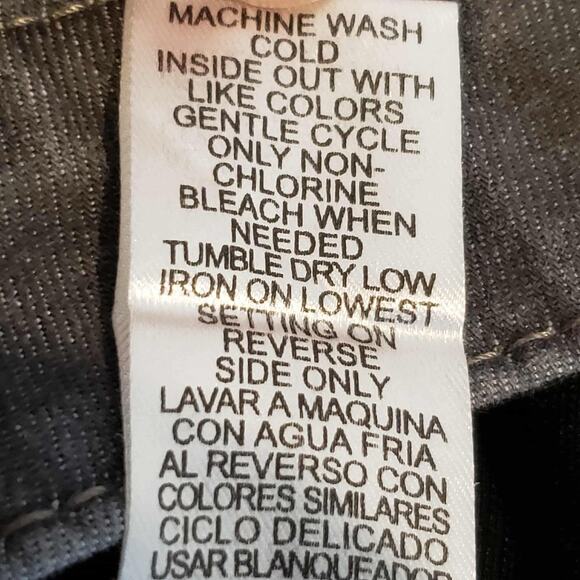 MACHINE WASH
COLD
INSIDE OUT WITH
LIKE COLORS
GENTLE CYCLE
ONLY NON-
CHLORINE
BLEACH WHEN
NEEDED
TUMBLE DRY LOW
IRON ON LOWEST
SETTING ON
REVERSE
SIDE ONLY
LAVAR A MAQUINA
CON AGUA FRIA
AL REVERSO CON
COLORES SIMILARES
CICLO DELICADO
USAR BLANQUEADOR